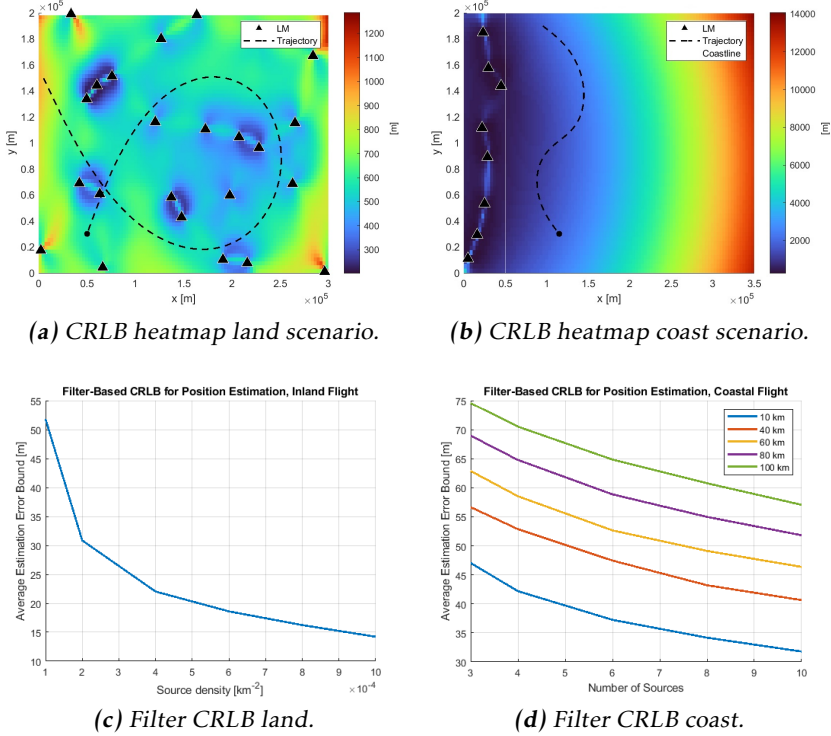 ×10⁵
2
1.8
1.6
1.4
1.2
1
0.8
0.6
0.4
0.2
0
y [m]
0 0.5 1 1.5 2 2.5 3
x [m] ×10⁵
LM
Trajectory
1200
1100
1000
900
800
700
600
500
400
300
[m]
(a) CRLB heatmap land scenario.
×10⁵
2
1.8
1.6
1.4
1.2
1
0.8
0.6
0.4
0.2
0
y [m]
0 0.5 1 1.5 2 2.5 3 3.5
x [m] ×10⁵
LM
Trajectory
Coastline
14000
12000
10000
8000
6000
4000
2000
[m]
(b) CRLB heatmap coast scenario.
Filter-Based CRLB for Position Estimation, Inland Flight
55
50
45
40
35
30
25
20
15
10
Average Estimation Error Bound [m]
1 2 3 4 5 6 7 8 9 10
Source density [km⁻²] ×10⁻⁴
(c) Filter CRLB land.
Filter-Based CRLB for Position Estimation, Coastal Flight
75
70
65
60
55
50
45
40
35
30
Average Estimation Error Bound [m]
3 4 5 6 7 8 9 10
Number of Sources
10 km
40 km
60 km
80 km
100 km
(d) Filter CRLB coast.